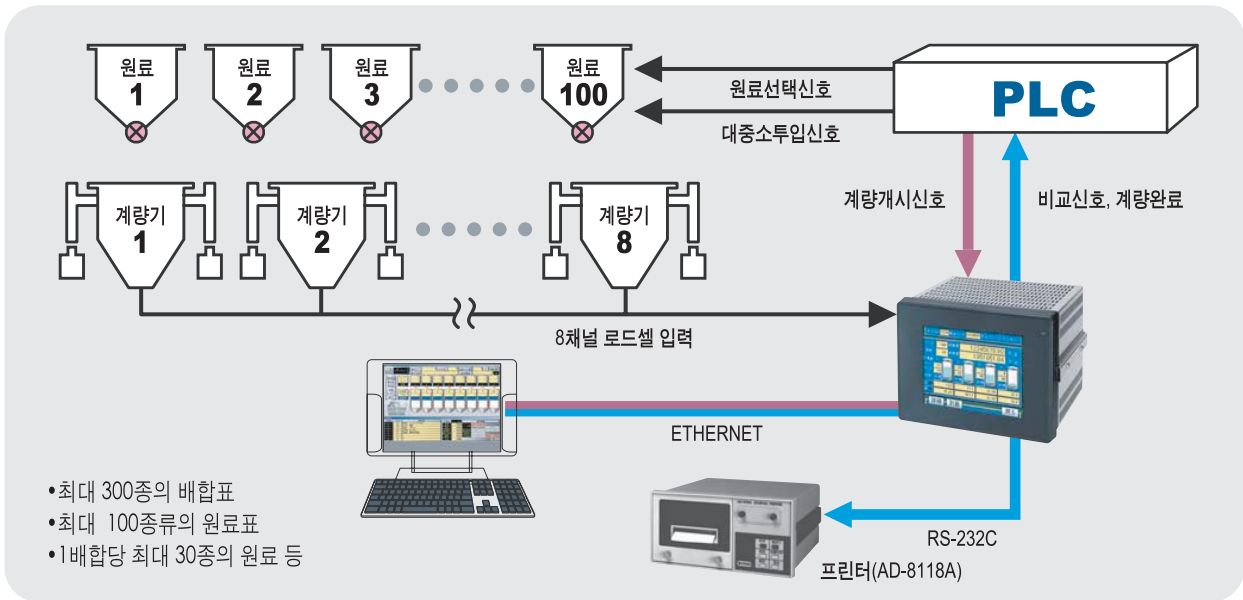 원료
1
원료
2
원료
3
원료
100
원료선택신호
대중소투입신호
PLC
계량기
1
계량기
2
계량기
8
계량개시신호
비교신호, 계량완료
8채널 로드셀 입력
ETHERNET
•최대 300종의 배합표
•최대 100종류의 원료표
•1배합당 최대 30종의 원료 등
RS-232C
프린터(AD-8118A)